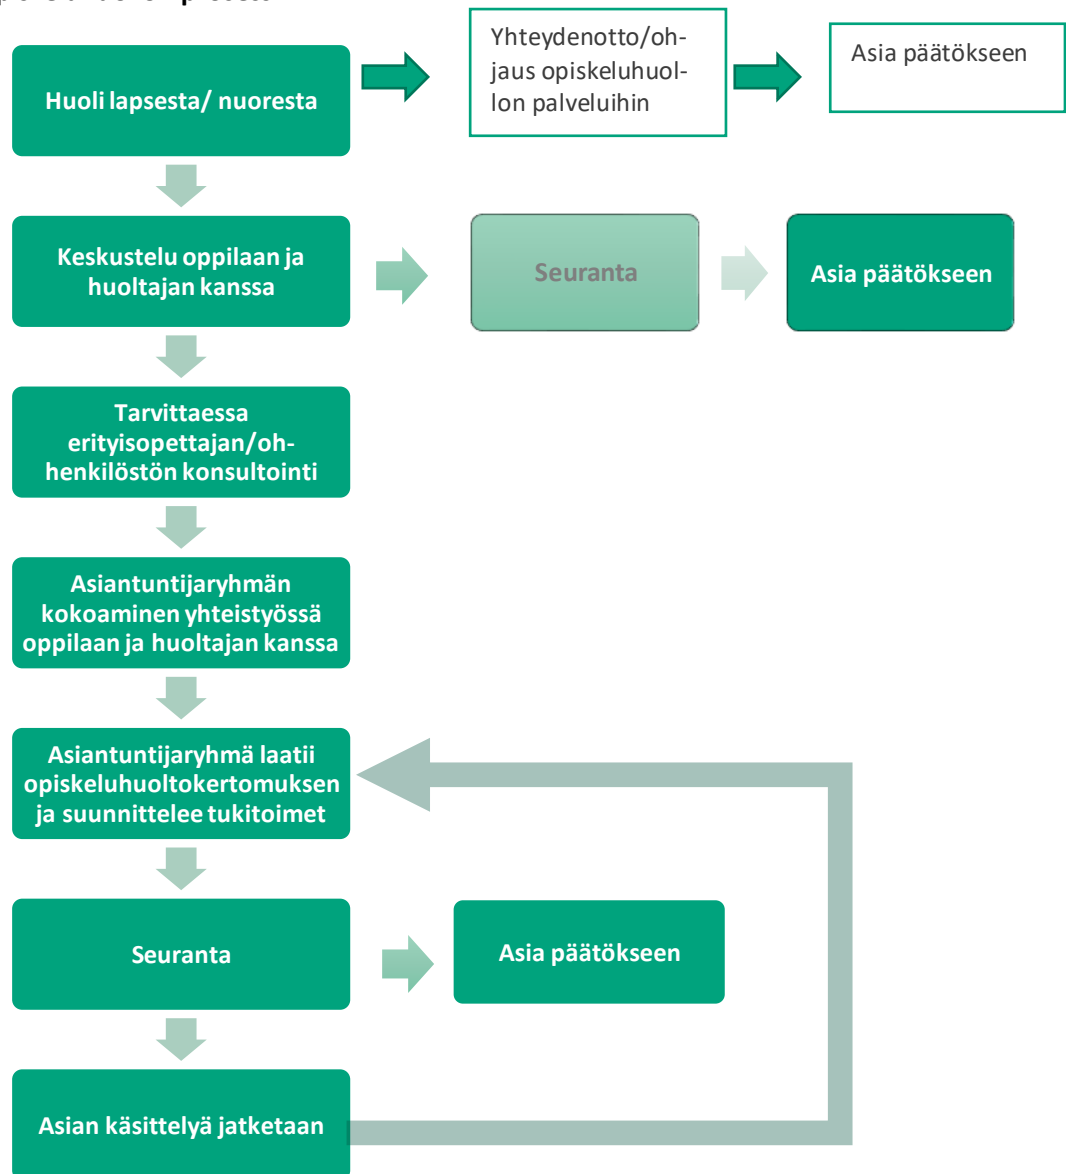 Huoli lapsesta/ nuoresta
Yhteydenotto/oh-
jaus opiskeluhuol-
lon palveluihin
Asia päätökseen
Keskustelu oppilaan ja
huoltajan kanssa
Seuranta
Asia päätökseen
Tarvittaessa
erityisopettajan/oh-
henkilöstön konsultointi
Asiantuntijaryhmän
kokoaminen yhteistyössä
oppilaan ja huoltajan kanssa
Asiantuntijaryhmä laatii
opiskeluhuoltokertomuksen
ja suunnittelee tukitoimet
Seuranta
Asia päätökseen
Asian käsittelyä jatketaan